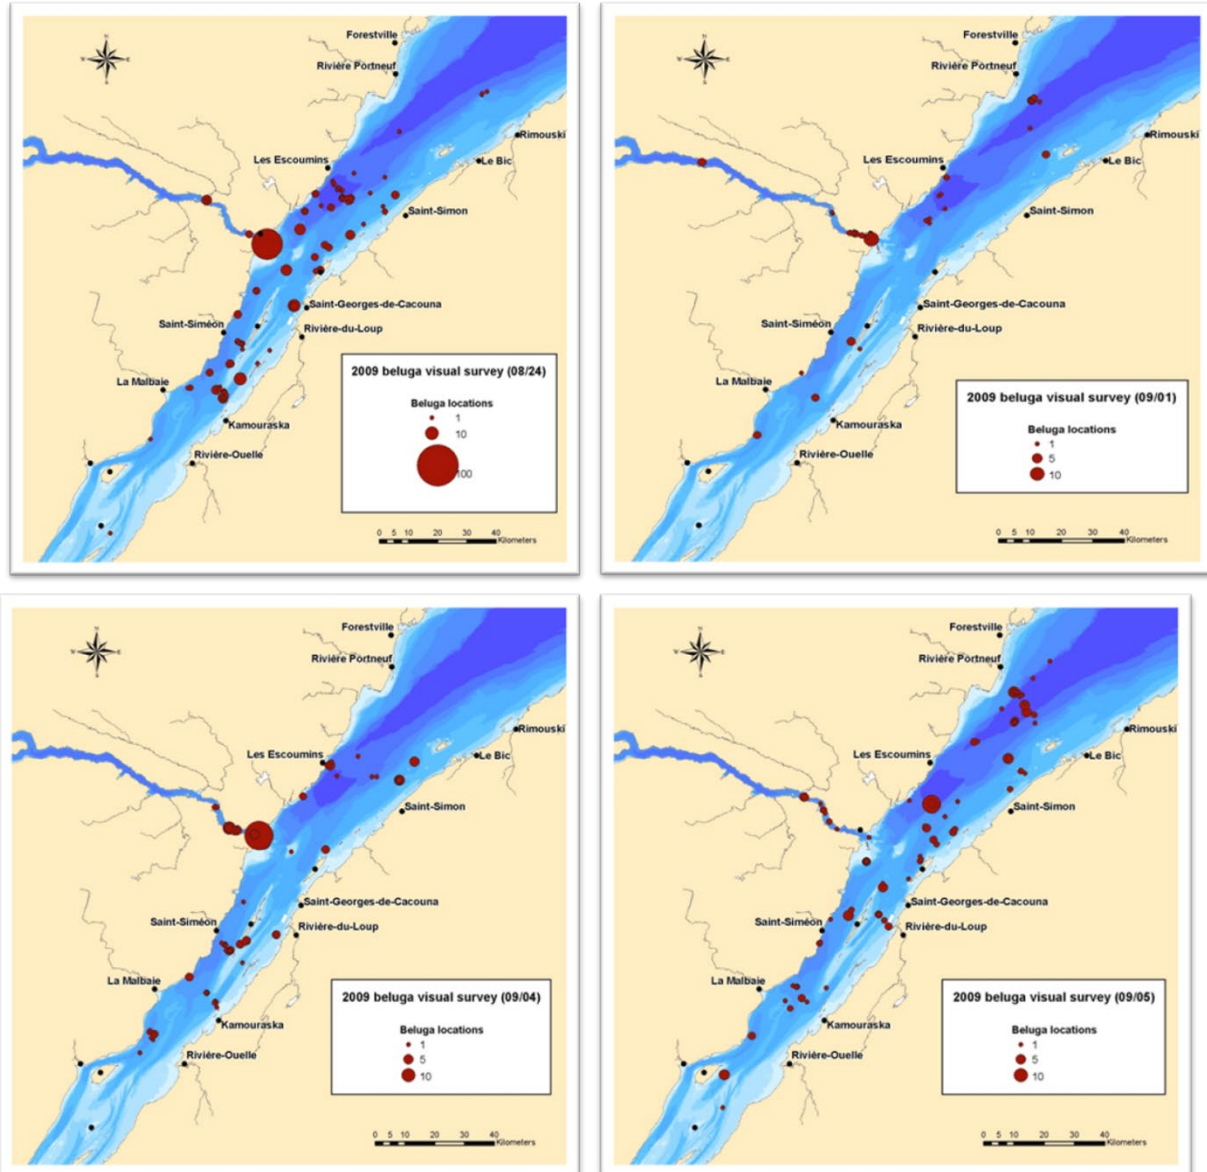 N
W E
S
Forestville
Rivière Portneuf
Rimouski
Les Escoumins
Le Bic
Saint-Simon
Saint-Georges-de-Cacouna
Saint-Siméon
Rivière-du-Loup
La Malbaie
Kamouraska
Rivière-Ouelle
2009 beluga visual survey (08/24)
Beluga locations
1
10
100
0 5 10 20 30 40
Kilometers
N
W E
S
Forestville
Rivière Portneuf
Rimouski
Les Escoumins
Le Bic
Saint-Simon
Saint-Georges-de-Cacouna
Saint-Siméon
Rivière-du-Loup
La Malbaie
Kamouraska
Rivière-Ouelle
2009 beluga visual survey (09/01)
Beluga locations
1
5
10
0 5 10 20 30 40
Kilometers
N
W E
S
Forestville
Rivière Portneuf
Rimouski
Les Escoumins
Le Bic
Saint-Simon
Saint-Georges-de-Cacouna
Saint-Siméon
Rivière-du-Loup
La Malbaie
Kamouraska
Rivière-Ouelle
2009 beluga visual survey (09/04)
Beluga locations
1
5
10
0 5 10 20 30 40
Kilometers
N
W E
S
Forestville
Rivière Portneuf
Rimouski
Les Escoumins
Le Bic
Saint-Simon
Saint-Georges-de-Cacouna
Saint-Siméon
Rivière-du-Loup
La Malbaie
Kamouraska
Rivière-Ouelle
2009 beluga visual survey (09/05)
Beluga locations
1
5
10
0 5 10 20 30 40
Kilometers